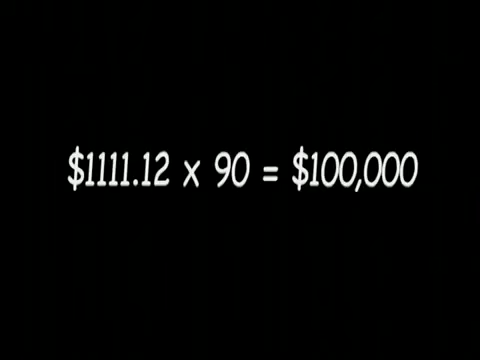 $1111.12 x 90 = $100,000